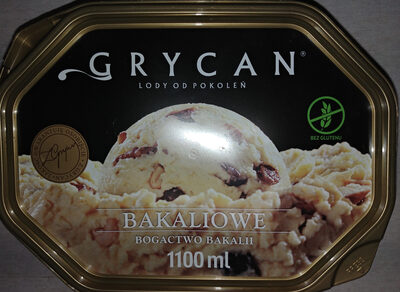 GRYCAN®
LODY OD POKOLEŃ
BEZ GLUTENU
BAKALIOWE
BOGACTWO BAKALII
1100 ml